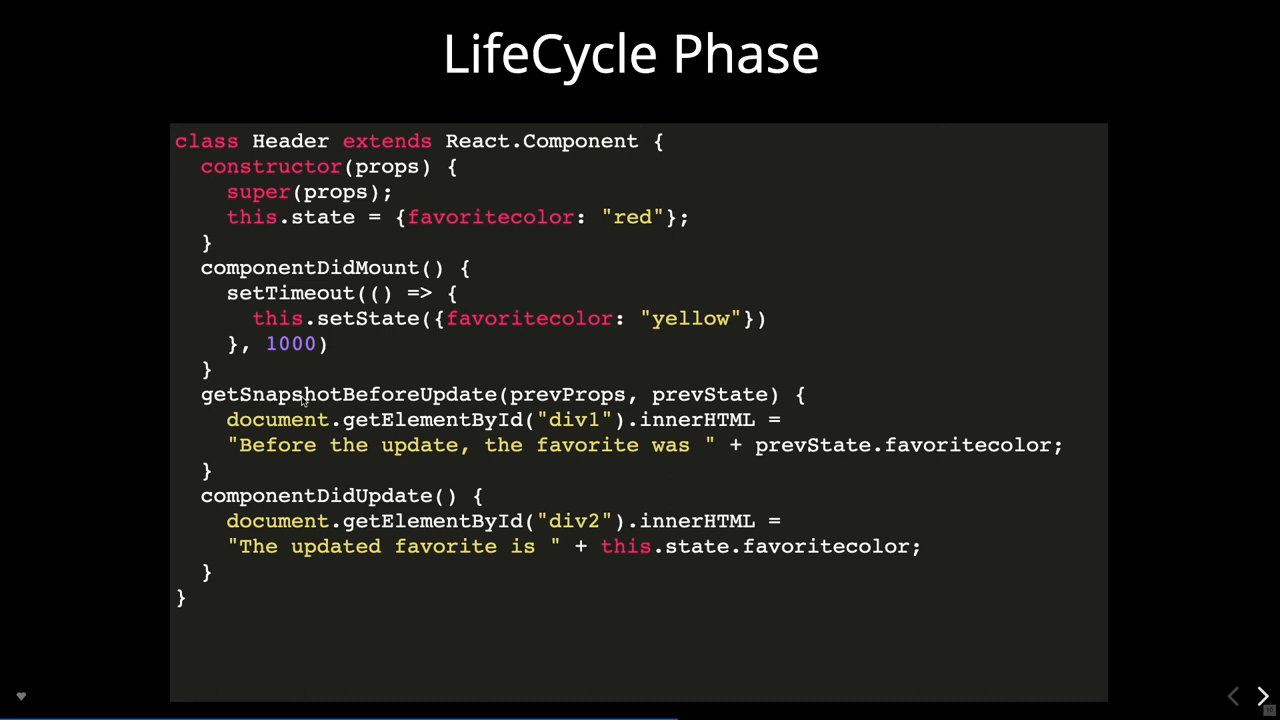 LifeCycle Phase
class Header extends React.Component {
  constructor(props) {
    super(props);
    this.state = {favoritecolor: "red"};
  }
  componentDidMount() {
    setTimeout(() => {
      this.setState({favoritecolor: "yellow"})
    }, 1000)
  }
  getSnapshotBeforeUpdate(prevProps, prevState) {
    document.getElementById("div1").innerHTML =
    "Before the update, the favorite was " + prevState.favoritecolor;
  }
  componentDidUpdate() {
    document.getElementById("div2").innerHTML =
    "The updated favorite is " + this.state.favoritecolor;
  }
}